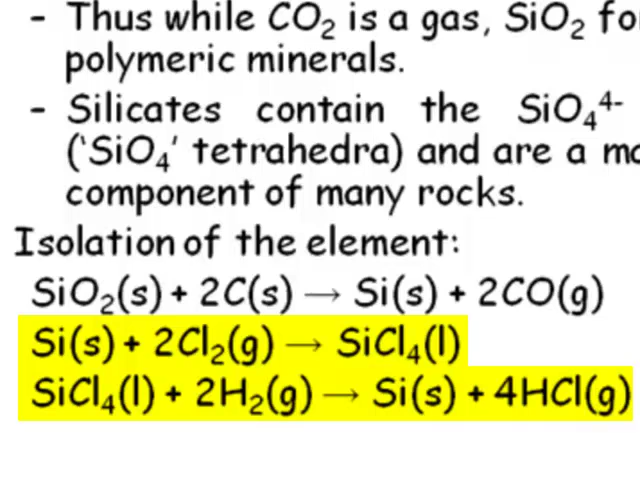 - Thus while CO₂ is a gas, SiO₂
polymeric minerals.
- Silicates contain the SiO₄⁴⁻
('SiO₄' tetrahedra) and are a
component of many rocks.
Isolation of the element:
SiO₂(s) + 2C(s) → Si(s) + 2CO(g)
Si(s) + 2Cl₂(g) → SiCl₄(l)
SiCl₄(l) + 2H₂(g) → Si(s) + 4HCl(g)